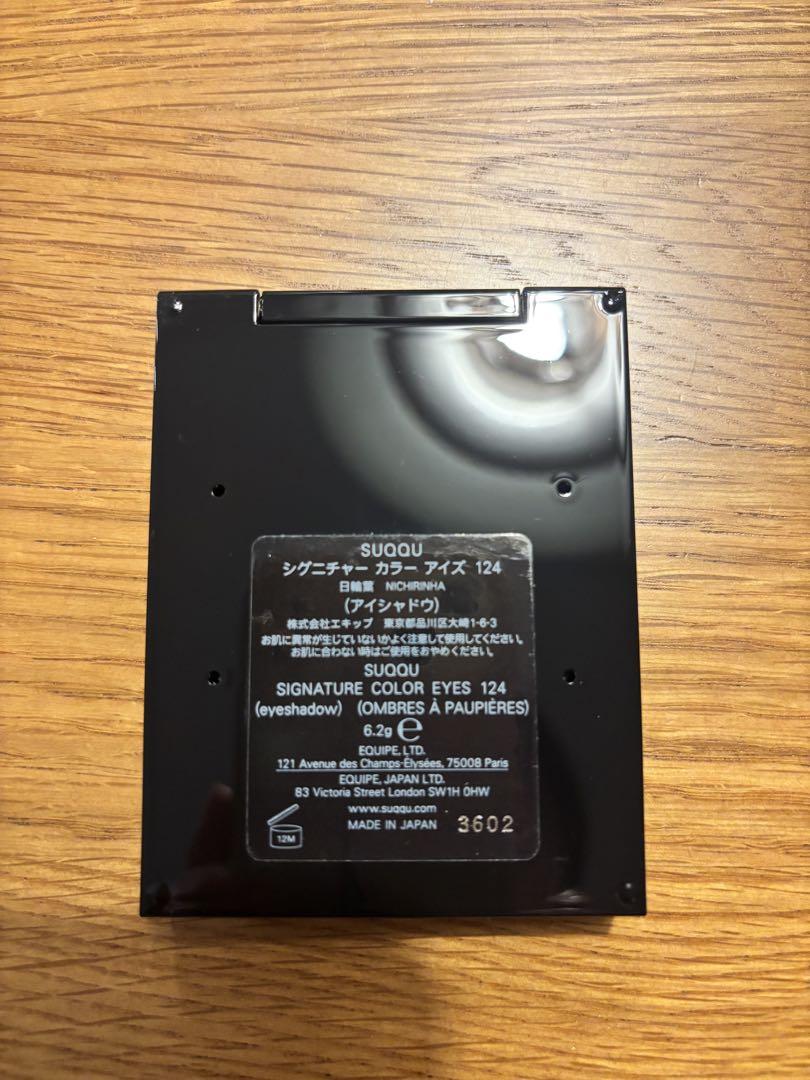 SUQQU
シグニチャー カラー アイズ 124
日輪葉 NICHIRINHA
(アイシャドウ)
株式会社エキップ 東京都品川区大崎1-6-3
お肌に異常が生じていないかよく注意して使用してください。
お肌に合わない時はご使用をおやめください。
SUQQU
SIGNATURE COLOR EYES 124
(eyeshadow) (OMBRES À PAUPIÈRES)
6.2g ℮
EQUIPE, LTD.
121 Avenue des Champs-Élysées, 75008 Paris
EQUIPE, JAPAN LTD.
83 Victoria Street London SW1H 0HW
www.suqqu.com
MADE IN JAPAN 3602
12M